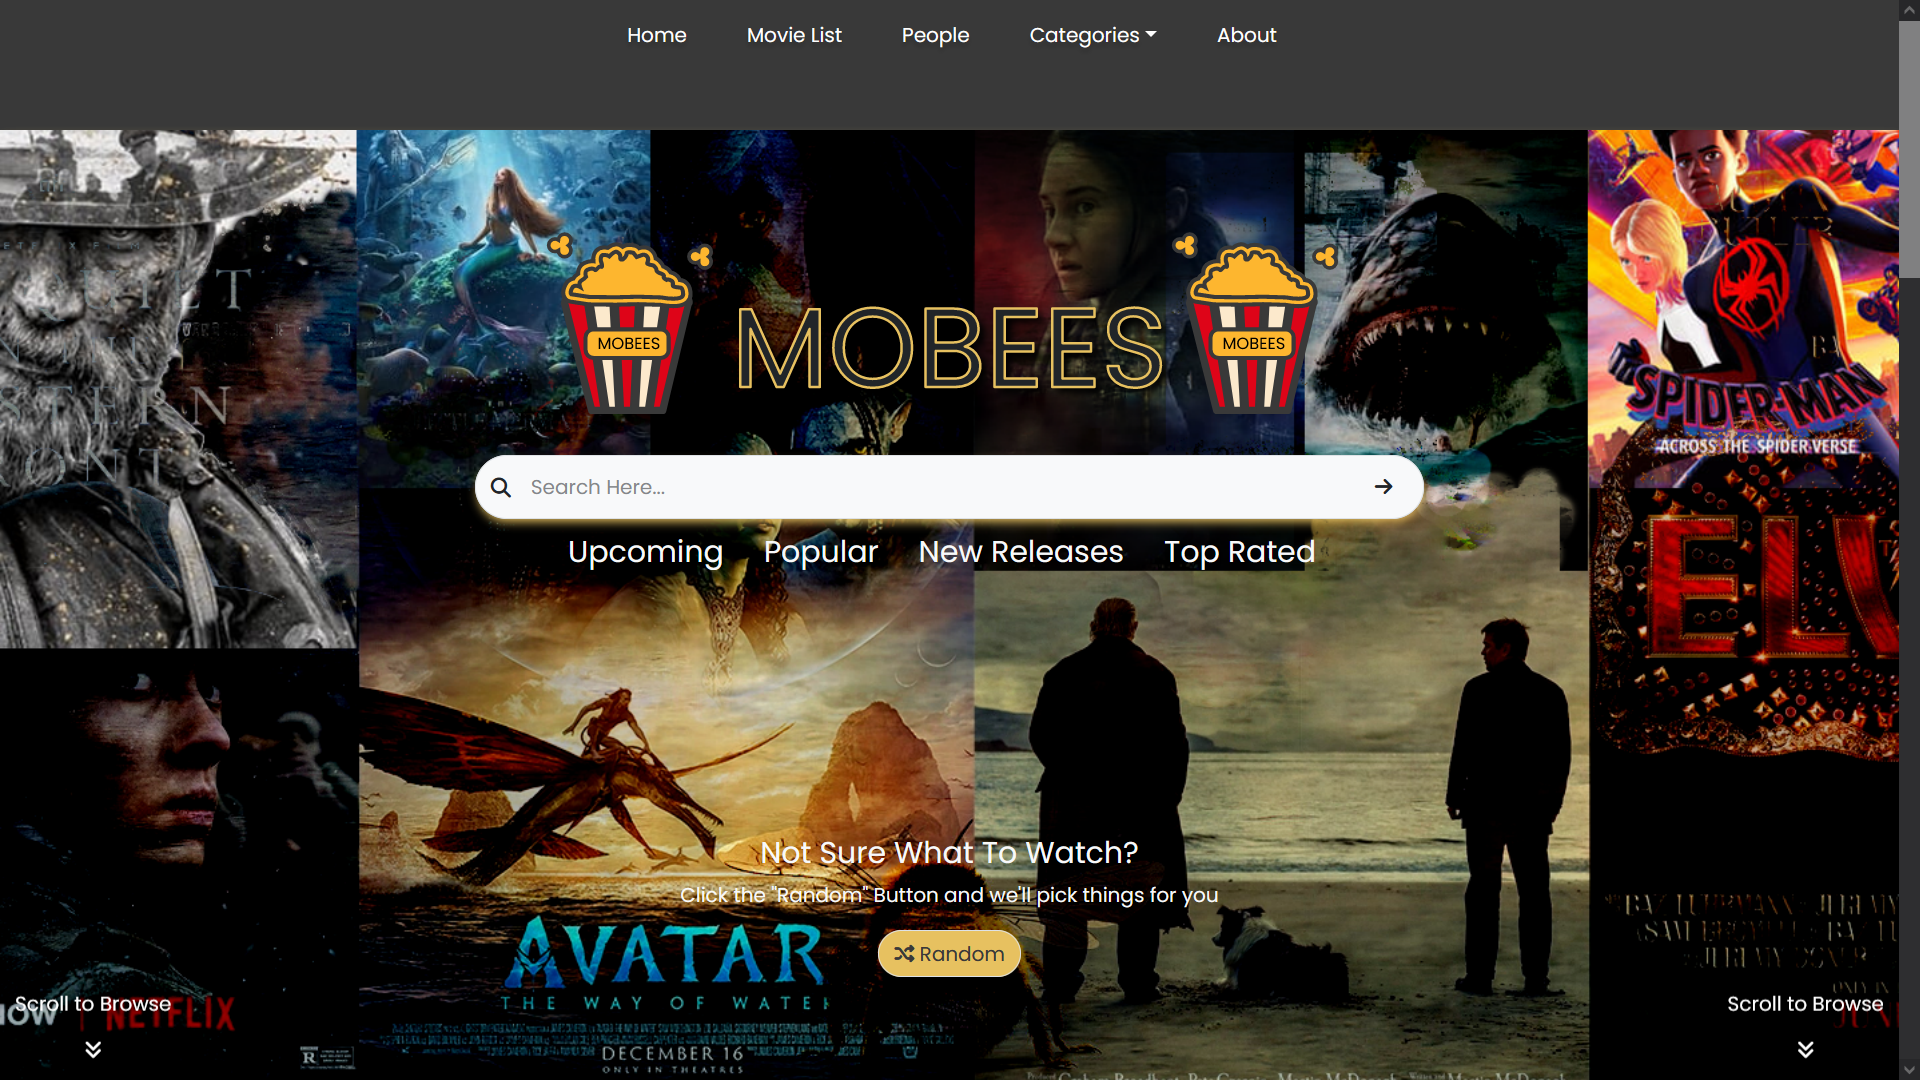 Home Movie List People Categories About
MOBEES
MOBEES
MOBEES
SPIDER-MAN
ACROSS THE SPIDER-VERSE
Search Here...
Upcoming Popular New Releases Top Rated
Not Sure What To Watch?
Click the "Random" Button and we'll pick things for you
Random
AVATAR
THE WAY OF WATER
Scroll to Browse
NETFLIX
Scroll to Browse
R
DECEMBER 16
ONLY IN THEATRES